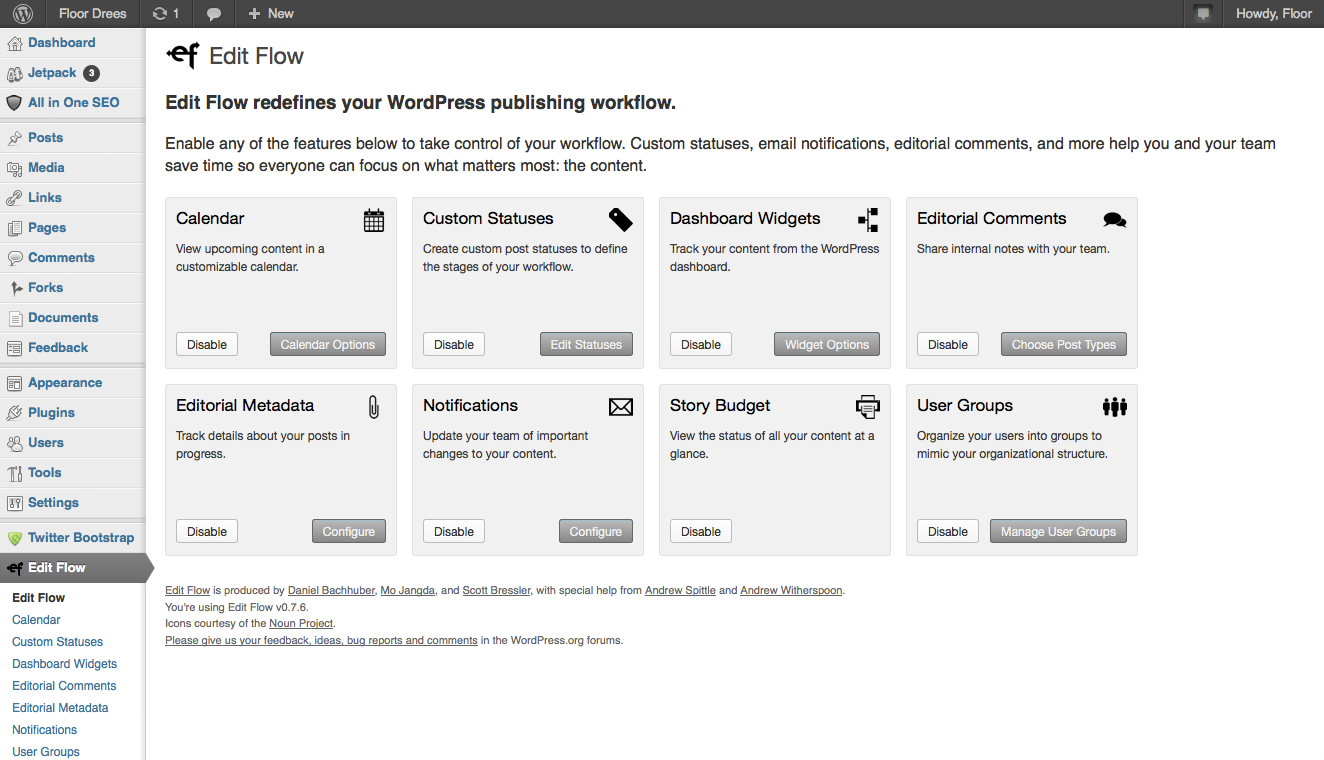 Floor Drees
1
New
Howdy, Floor
Dashboard
Jetpack 3
All in One SEO
Posts
Media
Links
Pages
Comments
Forks
Documents
Feedback
Appearance
Plugins
Users
Tools
Settings
Twitter Bootstrap
ef Edit Flow
Edit Flow
Calendar
Custom Statuses
Dashboard Widgets
Editorial Comments
Editorial Metadata
Notifications
User Groups
ef Edit Flow
Edit Flow redefines your WordPress publishing workflow.
Enable any of the features below to take control of your workflow. Custom statuses, email notifications, editorial comments, and more help you and your team
save time so everyone can focus on what matters most: the content.
Calendar
View upcoming content in a
customizable calendar.
Disable
Calendar Options
Custom Statuses
Create custom post statuses to define
the stages of your workflow.
Disable
Edit Statuses
Dashboard Widgets
Track your content from the WordPress
dashboard.
Disable
Widget Options
Editorial Comments
Share internal notes with your team.
Disable
Choose Post Types
Editorial Metadata
Track details about your posts in
progress.
Disable
Configure
Notifications
Update your team of important
changes to your content.
Disable
Configure
Story Budget
View the status of all your content at a
glance.
Disable
User Groups
Organize your users into groups to
mimic your organizational structure.
Disable
Manage User Groups
Edit Flow is produced by Daniel Bachhuber, Mo Jangda, and Scott Bressler, with special help from Andrew Spittle and Andrew Witherspoon.
You're using Edit Flow v0.7.6.
Icons courtesy of the Noun Project.
Please give us your feedback, ideas, bug reports and comments in the WordPress.org forums.